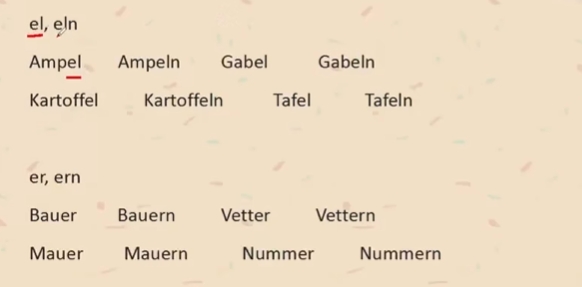 el, eln
Ampel Ampeln Gabel Gabeln
Kartoffel Kartoffeln Tafel Tafeln
er, ern
Bauer Bauern Vetter Vettern
Mauer Mauern Nummer Nummern